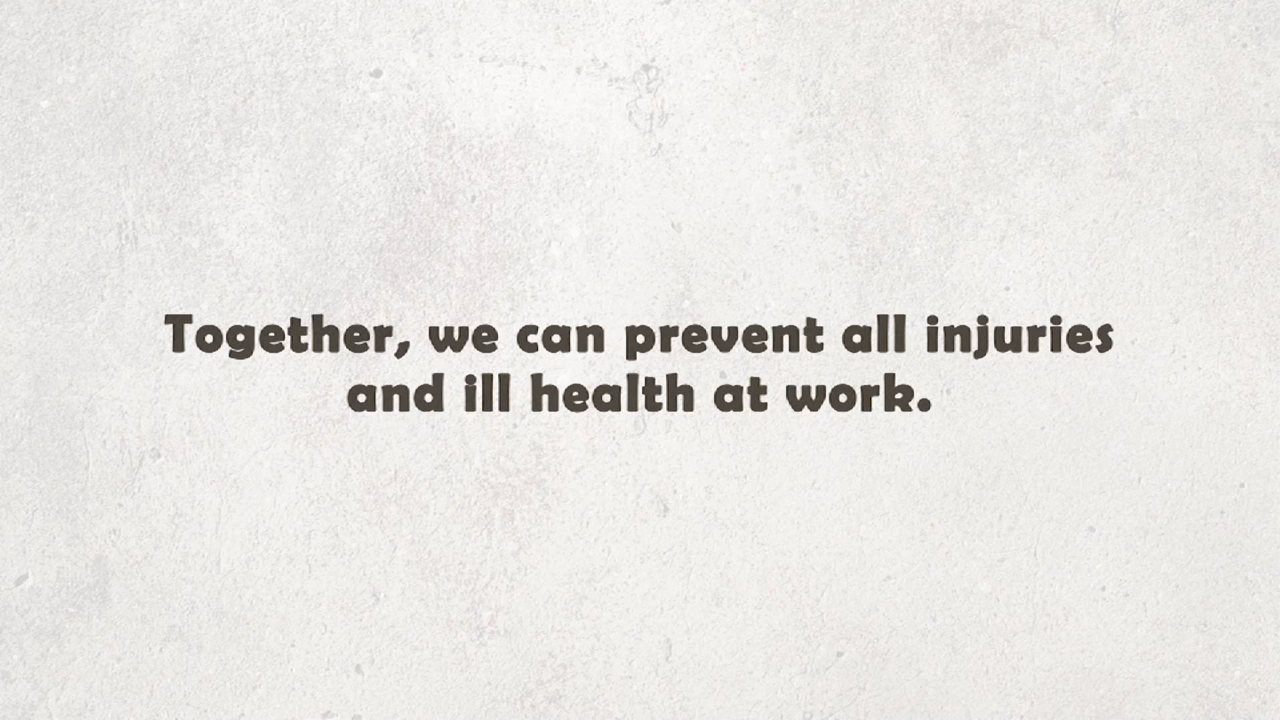 Together, we can prevent all injuries
and ill health at work.